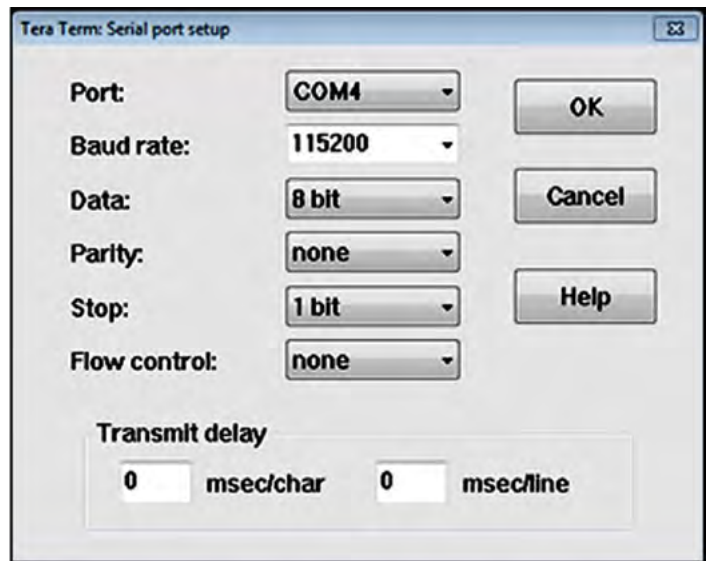 Tera Term: Serial port setup
Port: COM4 OK
Baud rate: 115200
Data: 8 bit Cancel
Parity: none
Stop: 1 bit Help
Flow control: none
Transmit delay
0 msec/char 0 msec/line